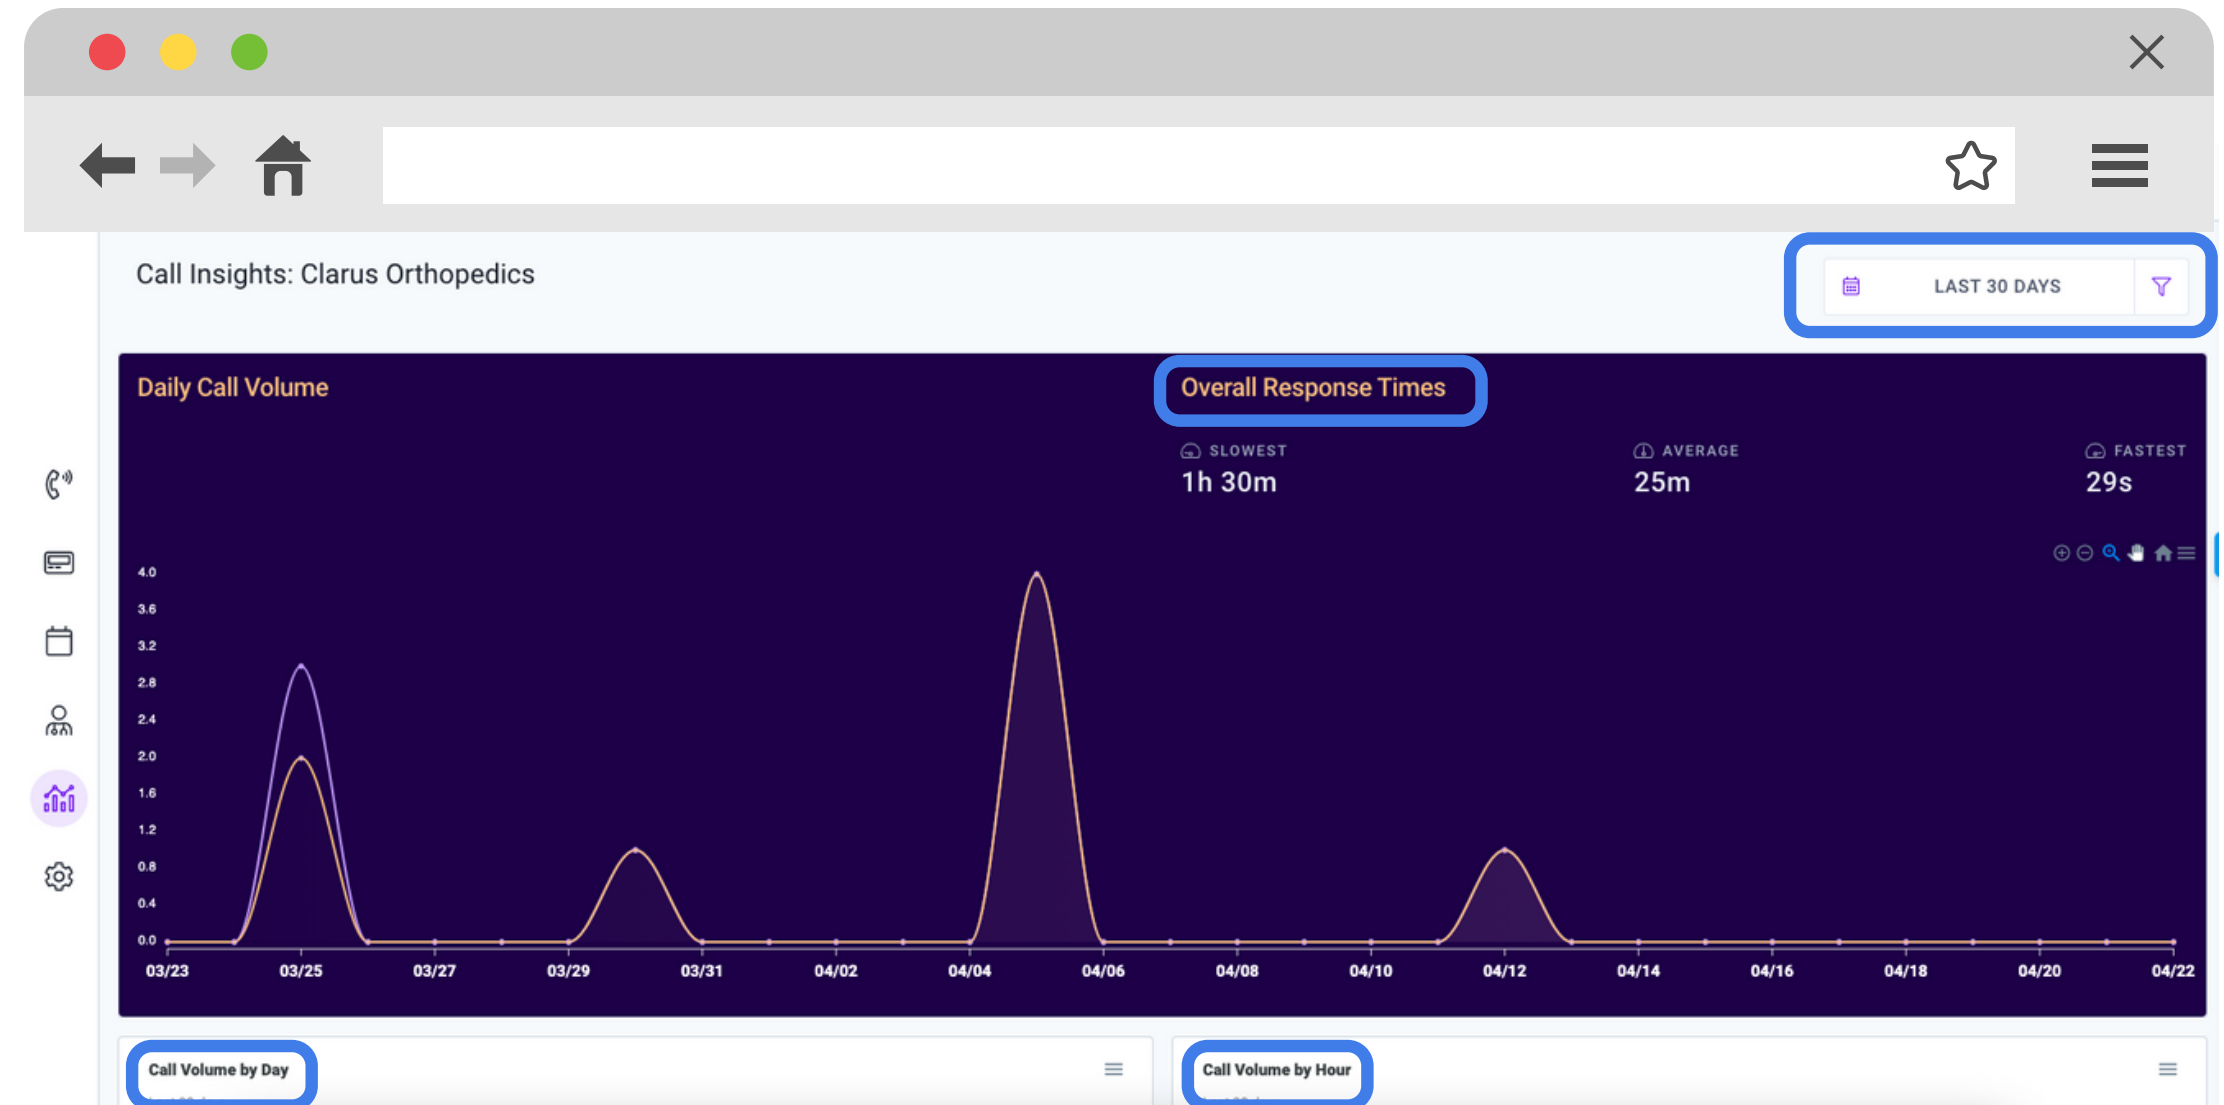 Call Insights: Clarus Orthopedics
LAST 30 DAYS
Daily Call Volume
Overall Response Times
SLOWEST
1h 30m
AVERAGE
25m
FASTEST
29s
4.0
3.6
3.2
2.8
2.4
2.0
1.6
1.2
0.8
0.4
0.0
03/23 03/25 03/27 03/29 03/31 04/02 04/04 04/06 04/08 04/10 04/12 04/14 04/16 04/18 04/20 04/22
Call Volume by Day
Call Volume by Hour